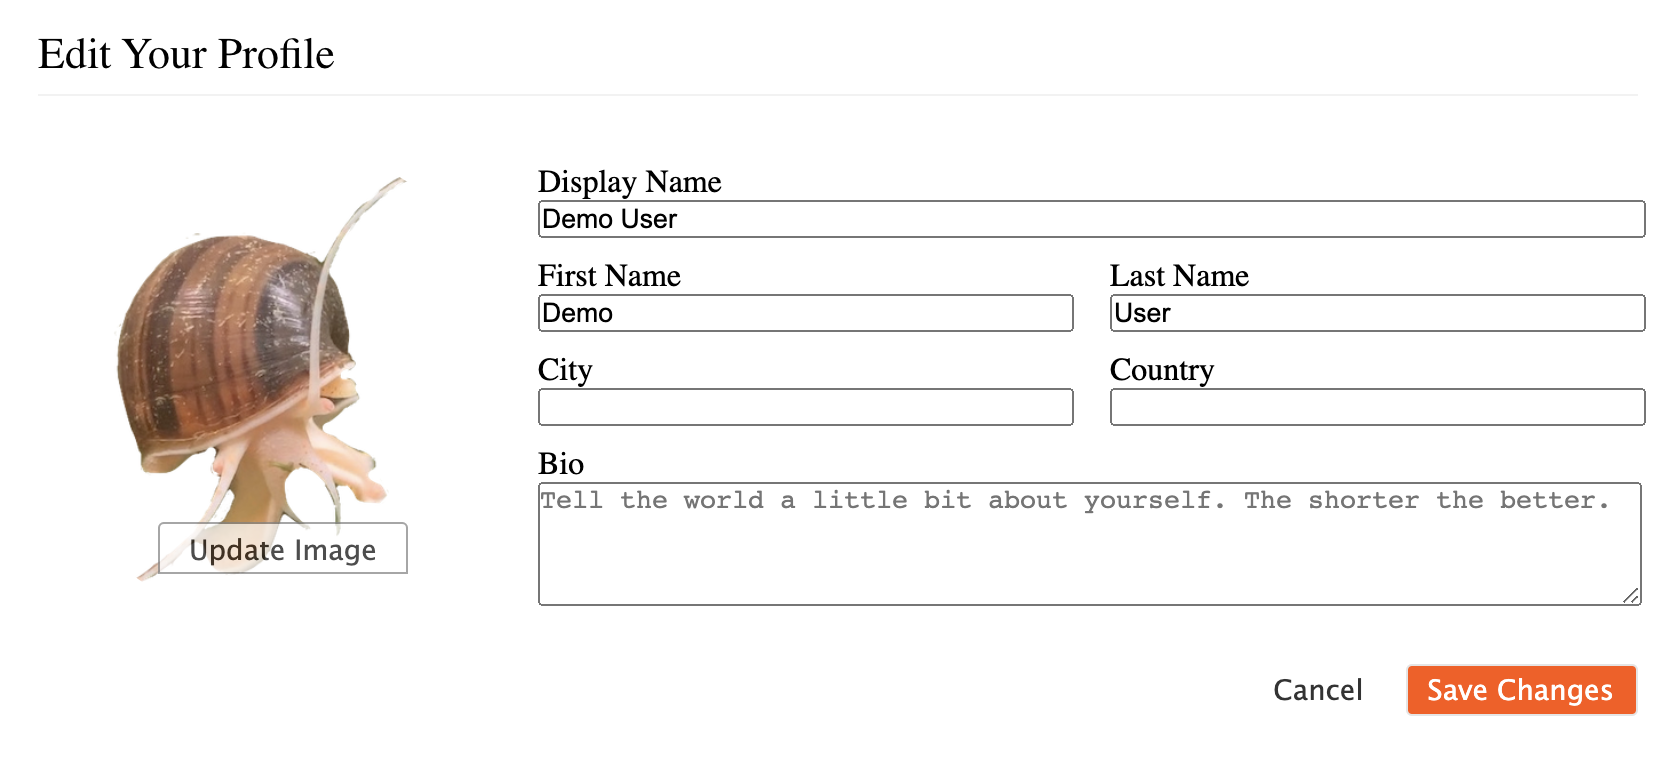 Edit Your Profile
Display Name
Demo User
First Name
Last Name
Demo
User
City
Country
Bio
Tell the world a little bit about yourself. The shorter the better.
Update Image
Cancel
Save Changes